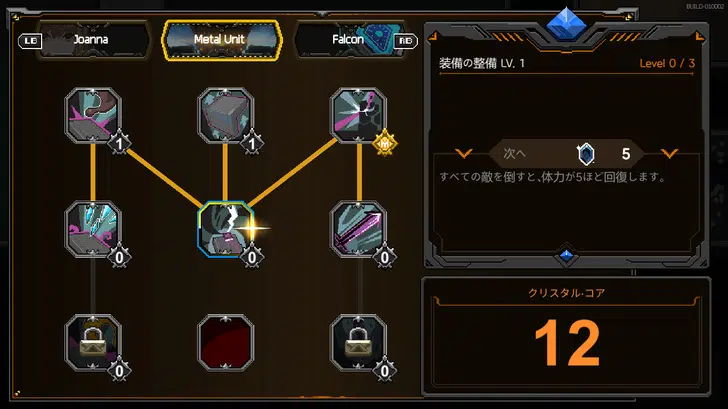 BUILD-010002
LB
Joanna
Metal Unit
Falcon
RB
装備の整備 LV. 1
Level 0 / 3
1
1
M
次へ
5
すべての敵を倒すと､体力が5ほど回復します。
0
0
0
クリスタル･コア
12
0
0